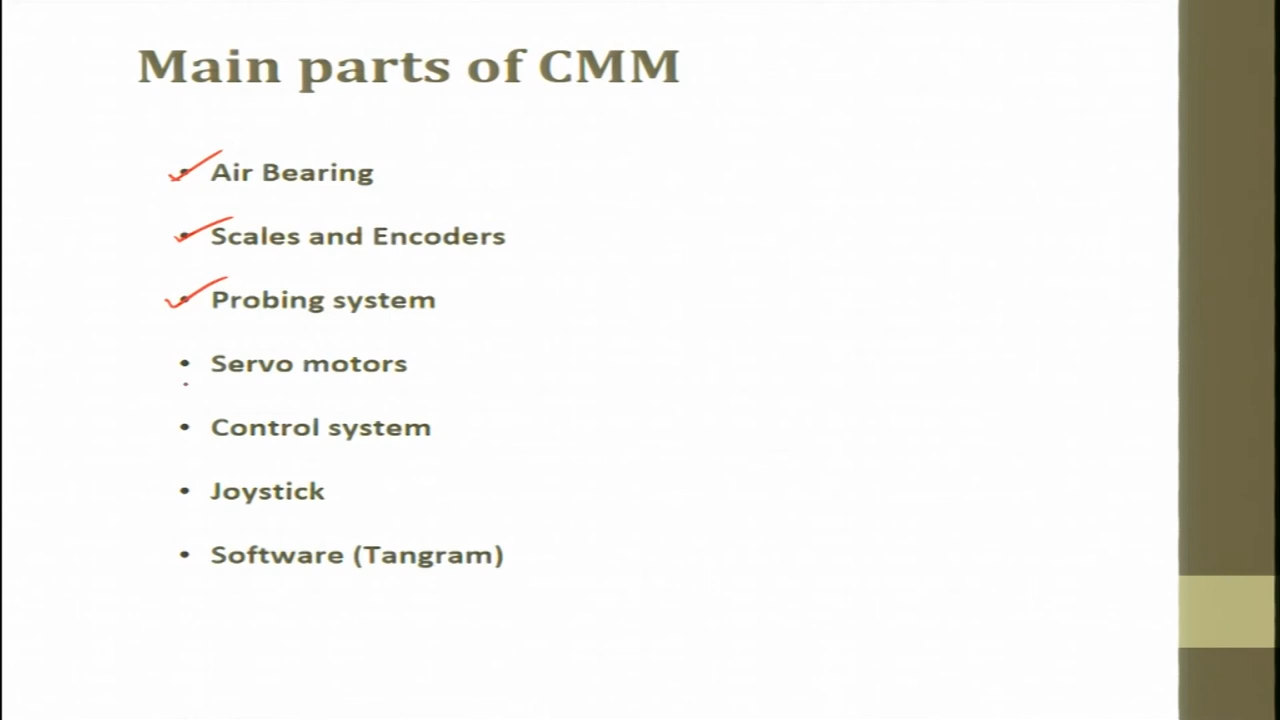 Main parts of CMM
• Air Bearing
• Scales and Encoders
• Probing system
• Servo motors
• Control system
• Joystick
• Software (Tangram)